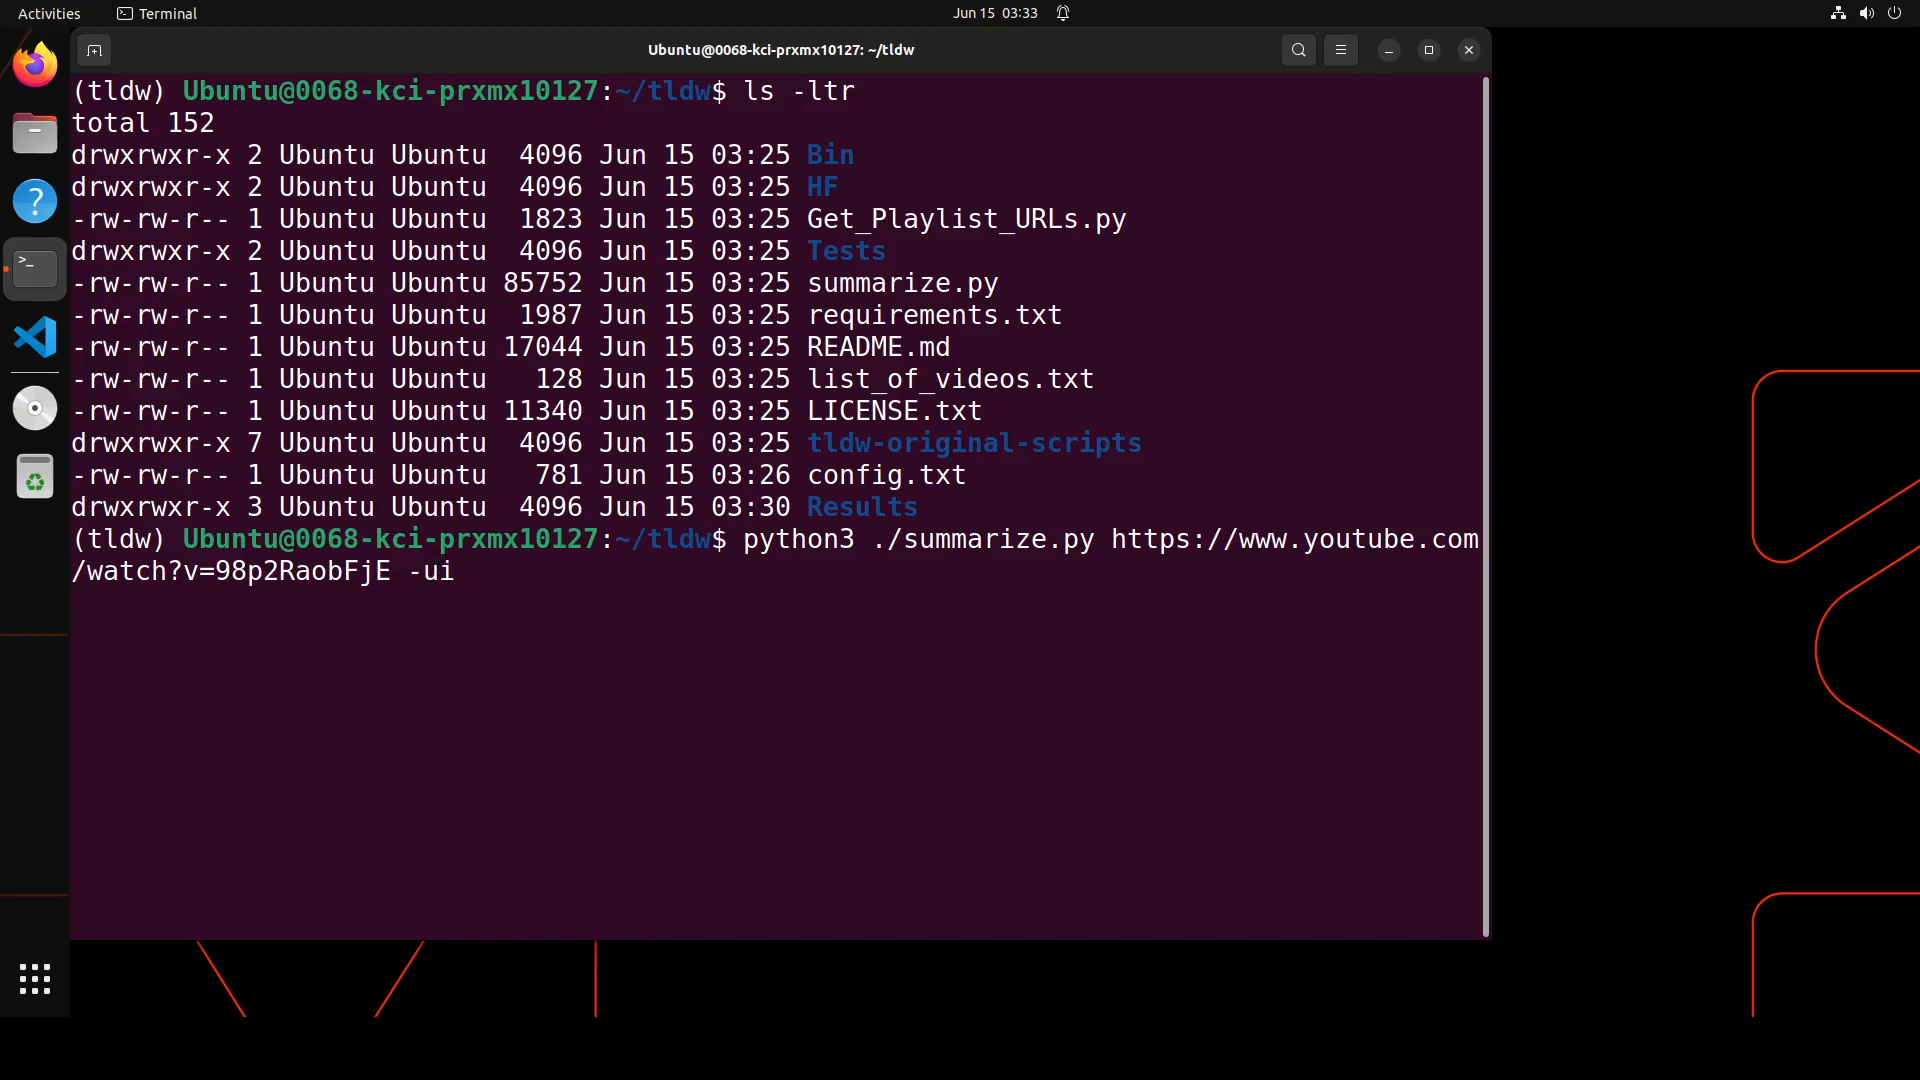 Activities
Terminal
Jun 15 03:33
Ubuntu@0068-kci-prxmx10127: ~/tldw
(tldw) Ubuntu@0068-kci-prxmx10127:~/tldw$ ls -ltr
total 152
drwxrwxr-x 2 Ubuntu Ubuntu  4096 Jun 15 03:25 Bin
drwxrwxr-x 2 Ubuntu Ubuntu  4096 Jun 15 03:25 HF
-rw-rw-r-- 1 Ubuntu Ubuntu  1823 Jun 15 03:25 Get_Playlist_URLs.py
drwxrwxr-x 2 Ubuntu Ubuntu  4096 Jun 15 03:25 Tests
-rw-rw-r-- 1 Ubuntu Ubuntu 85752 Jun 15 03:25 summarize.py
-rw-rw-r-- 1 Ubuntu Ubuntu  1987 Jun 15 03:25 requirements.txt
-rw-rw-r-- 1 Ubuntu Ubuntu 17044 Jun 15 03:25 README.md
-rw-rw-r-- 1 Ubuntu Ubuntu   128 Jun 15 03:25 list_of_videos.txt
-rw-rw-r-- 1 Ubuntu Ubuntu 11340 Jun 15 03:25 LICENSE.txt
drwxrwxr-x 7 Ubuntu Ubuntu  4096 Jun 15 03:25 tldw-original-scripts
-rw-rw-r-- 1 Ubuntu Ubuntu   781 Jun 15 03:26 config.txt
drwxrwxr-x 3 Ubuntu Ubuntu  4096 Jun 15 03:30 Results
(tldw) Ubuntu@0068-kci-prxmx10127:~/tldw$ python3 ./summarize.py https://www.youtube.com
/watch?v=98p2RaobFjE -ui